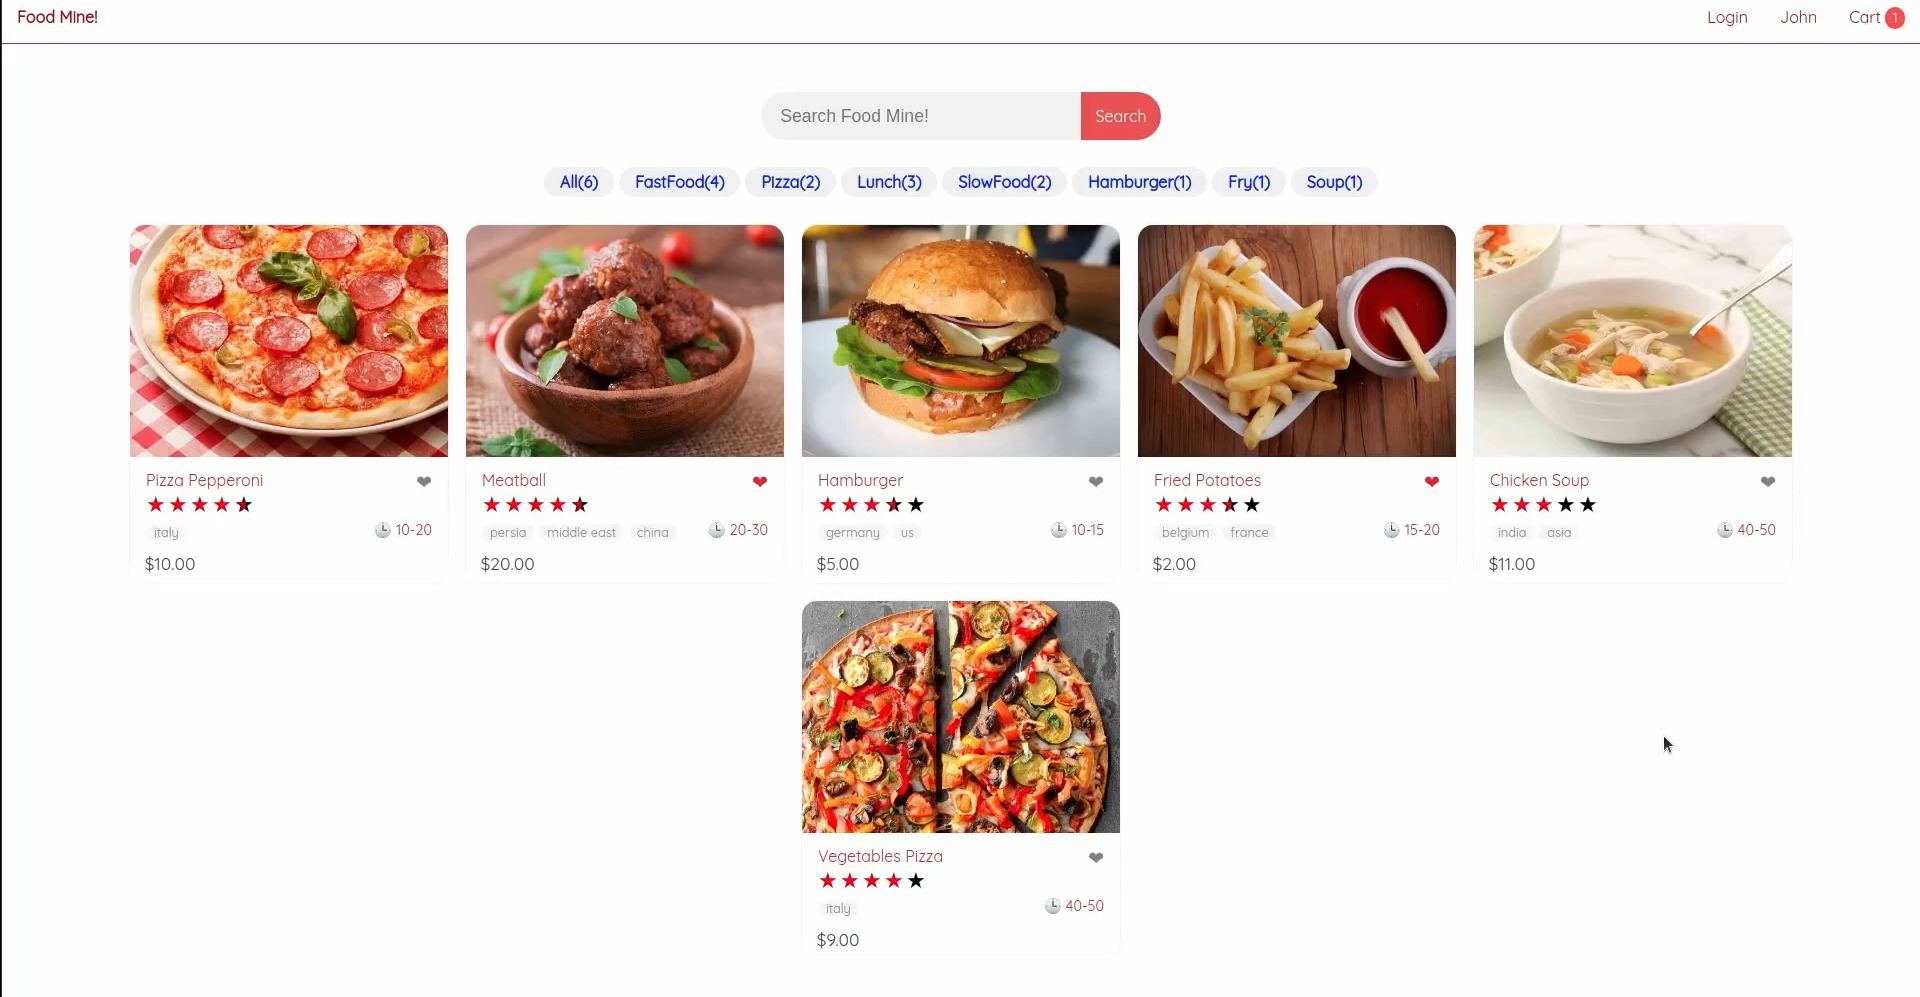 Food Mine!
Login John Cart 1
Search Food Mine! Search
All(6) FastFood(4) Pizza(2) Lunch(3) SlowFood(2) Hamburger(1) Fry(1) Soup(1)
Pizza Pepperoni
italy 10-20
$10.00
Meatball
persia middle east china 20-30
$20.00
Hamburger
germany us 10-15
$5.00
Fried Potatoes
belgium france 15-20
$2.00
Chicken Soup
india asia 40-50
$11.00
Vegetables Pizza
italy 40-50
$9.00